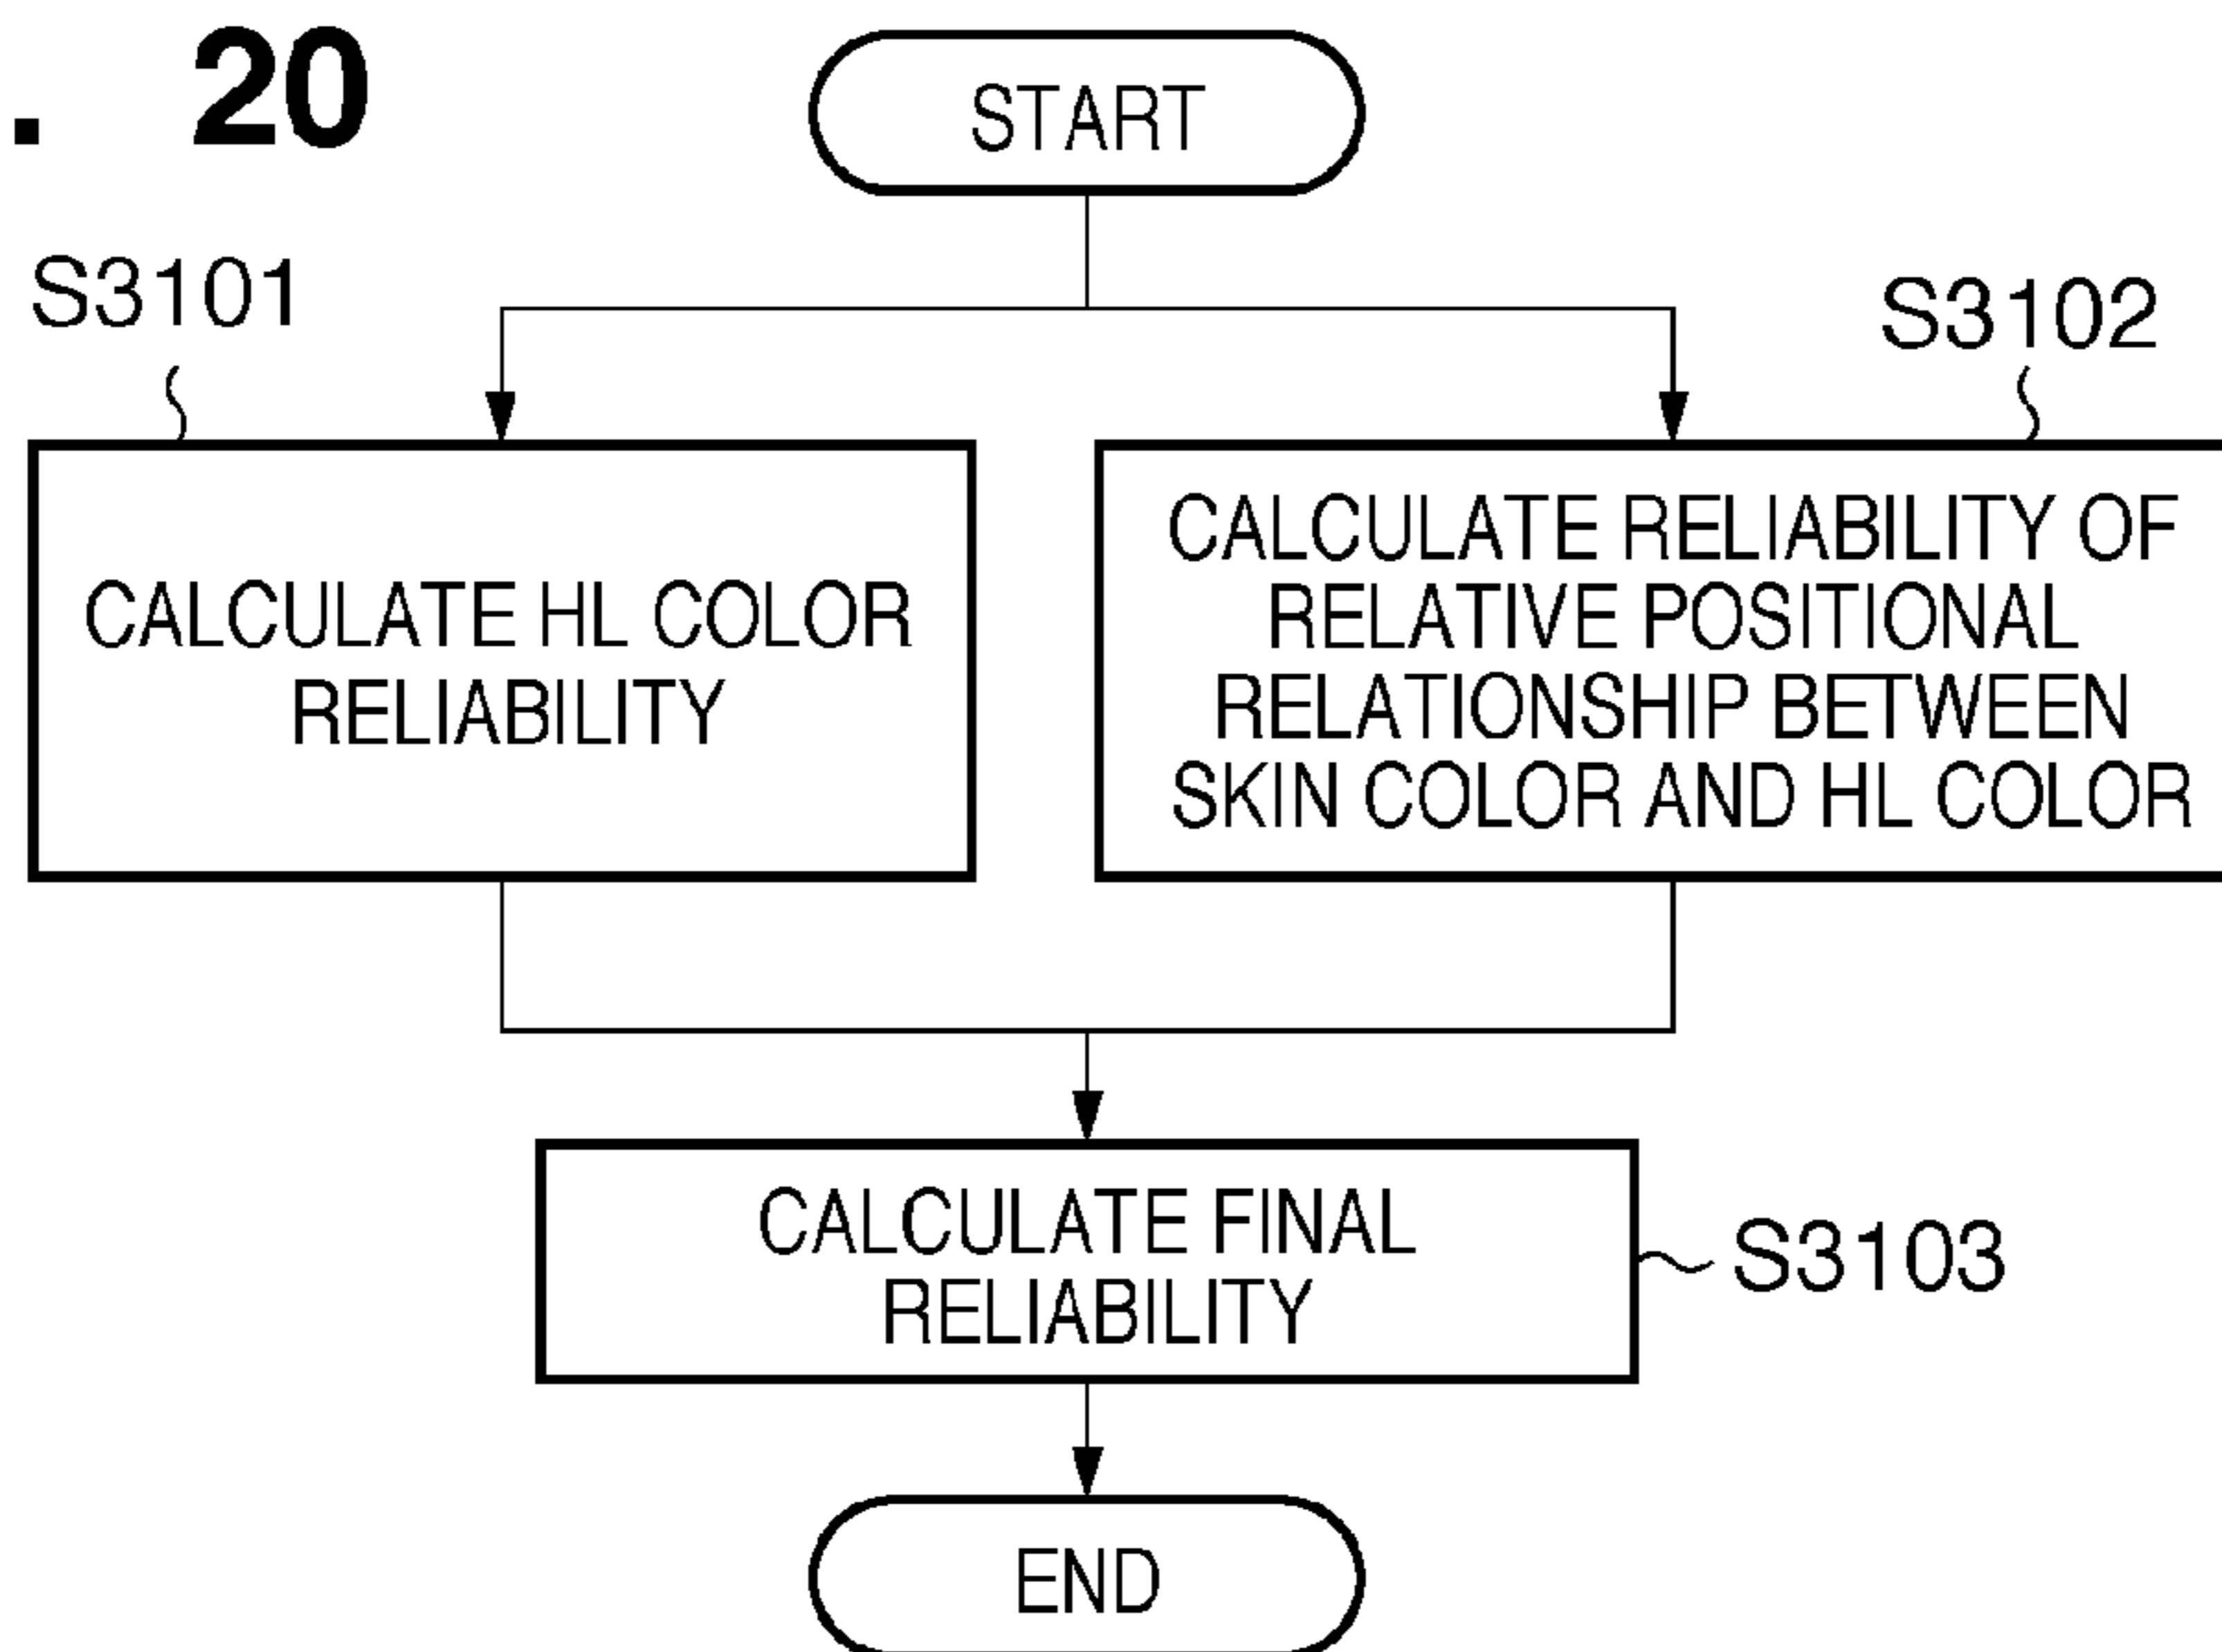 . 20
START
S3101
S3102
CALCULATE HL COLOR
RELIABILITY
CALCULATE RELIABILITY OF
RELATIVE POSITIONAL
RELATIONSHIP BETWEEN
SKIN COLOR AND HL COLOR
CALCULATE FINAL
RELIABILITY
S3103
END